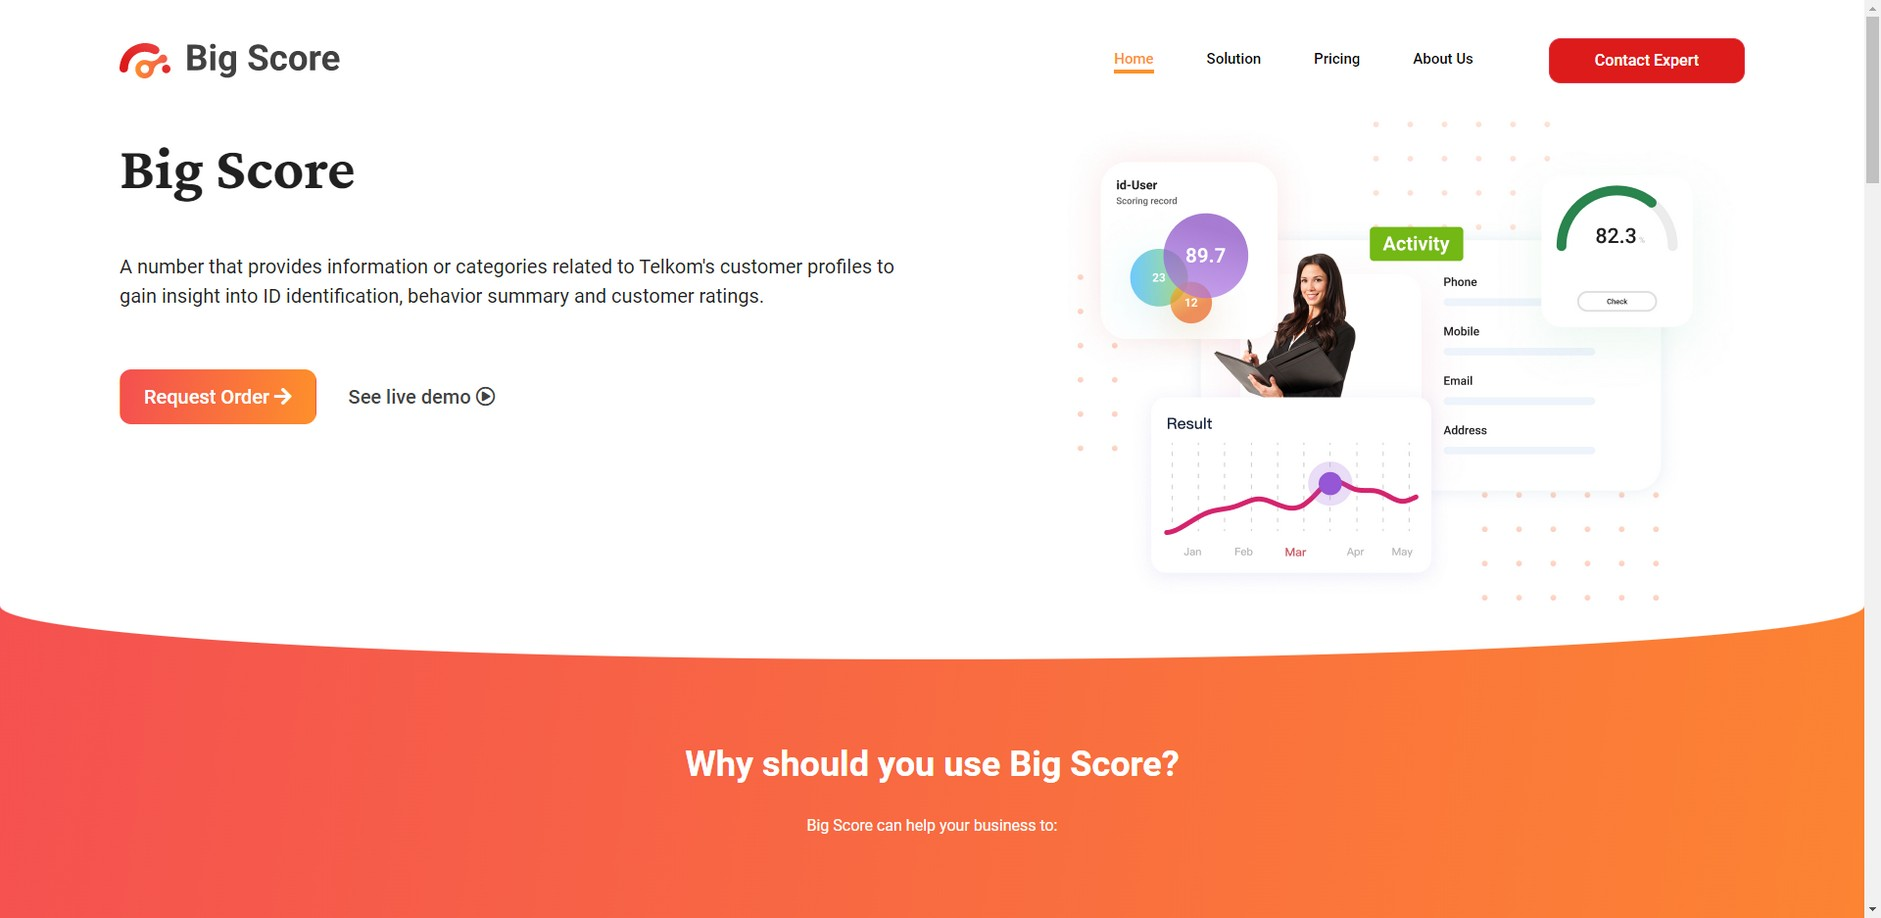 Big Score
Home
Solution
Pricing
About Us
Contact Expert
Big Score
A number that provides information or categories related to Telkom's customer profiles to
gain insight into ID identification, behavior summary and customer ratings.
Request Order
See live demo
id-User
Scoring record
89.7
23
12
Activity
82.3
Check
Phone
Mobile
Email
Address
Result
Jan
Feb
Mar
Apr
May
Why should you use Big Score?
Big Score can help your business to: